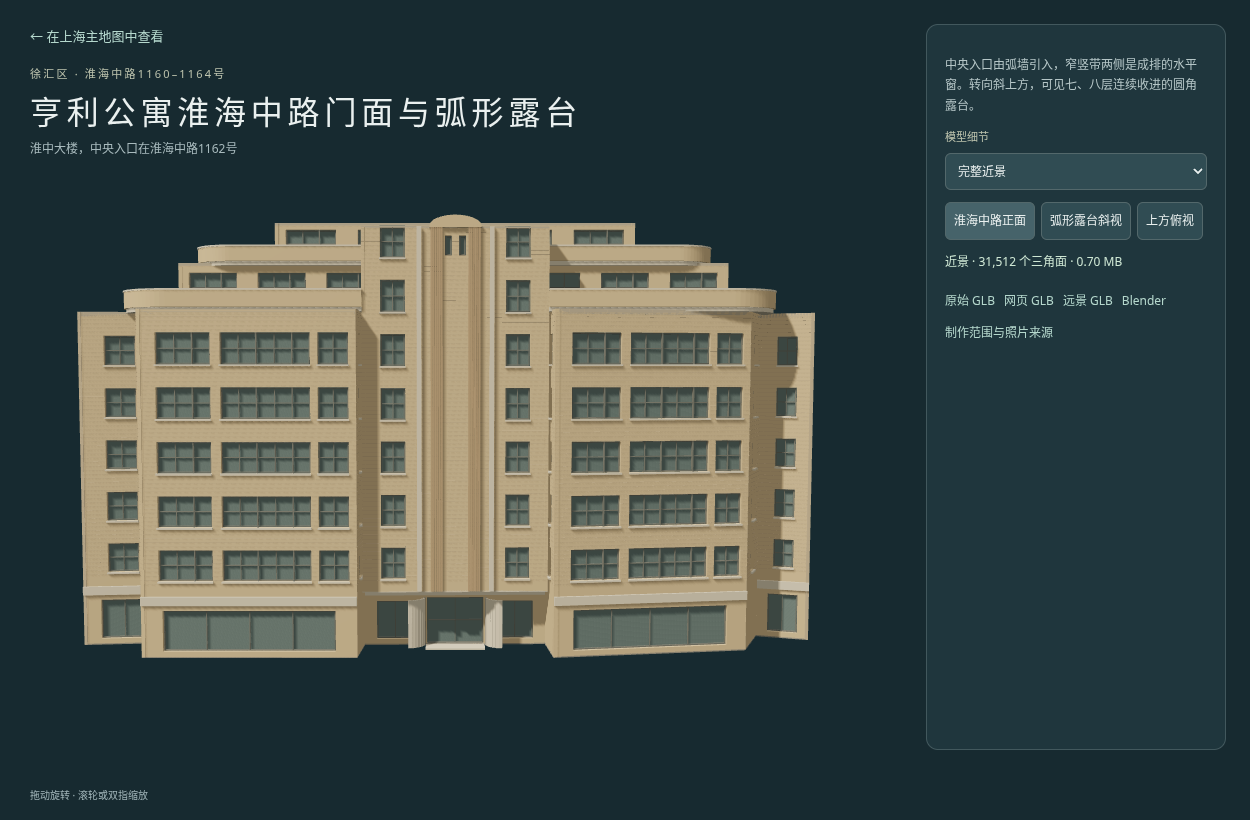 ← 在上海主地图中查看
徐汇区 · 淮海中路1160–1164号
亨利公寓淮海中路门面与弧形露台
淮中大楼，中央入口在淮海中路1162号
中央入口由弧墙引入，窄竖带两侧是成排的水平
窗。转向斜上方，可见七、八层连续收进的圆角
露台。
模型细节
完整近景
淮海中路正面 弧形露台斜视 上方俯视
近景 · 31,512 个三角面 · 0.70 MB
原始 GLB 网页 GLB 远景 GLB Blender
制作范围与照片来源
拖动旋转 · 滚轮或双指缩放